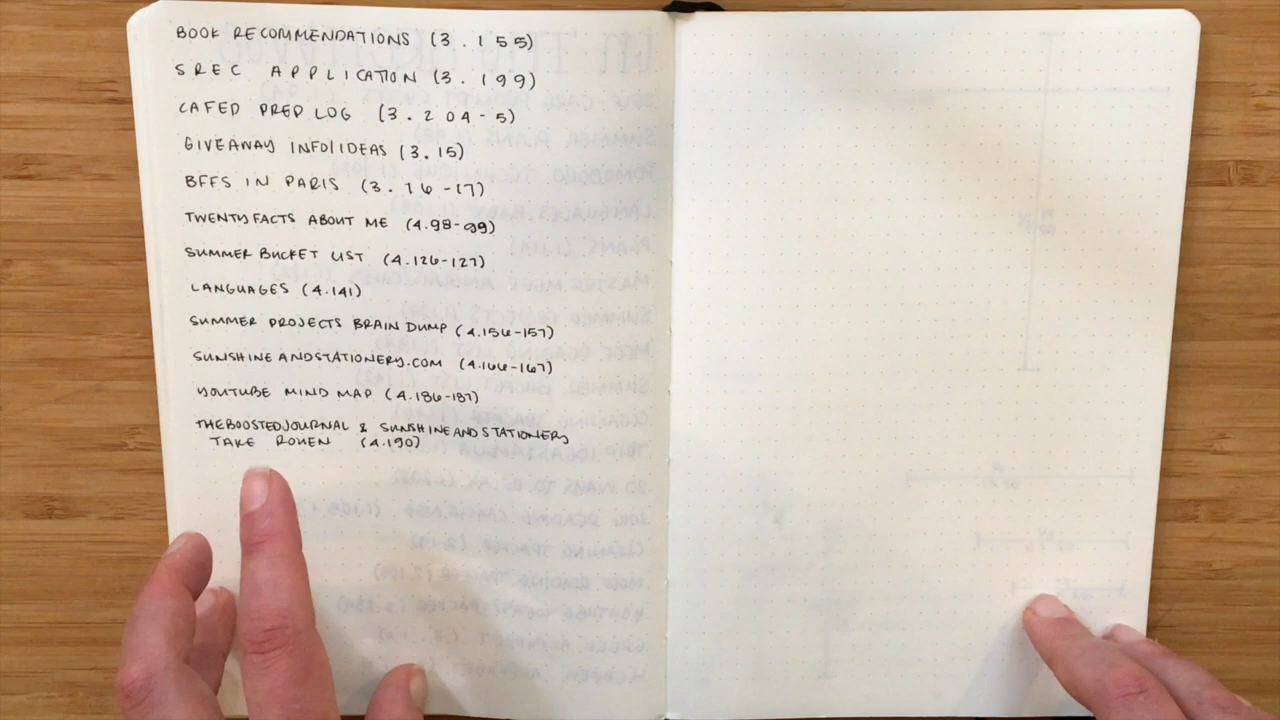 BOOK RECOMMENDATIONS (3.155)
SREC APPLICATION (3.199)
CAFED PREP LOG (3.204-5)
GIVEAWAY INFO/IDEAS (3.15)
BFFS IN PARIS (3.16-17)
TWENTY FACTS ABOUT ME (4.98-99)
SUMMER BUCKET LIST (4.126-127)
LANGUAGES (4.141)
SUMMER PROJECTS BRAIN DUMP (4.156-157)
SUNSHINEANDSTATIONERY.COM (4.166-167)
YOUTUBE MIND MAP (4.186-187)
THEBOOSTEDJOURNAL & SUNSHINEANDSTATIONERY
TAKE ROUEN (4.190)